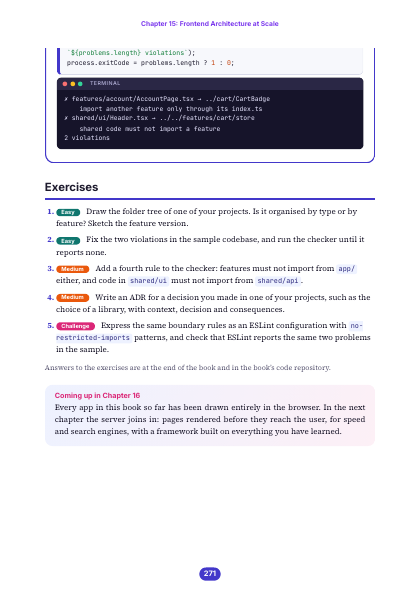 Chapter 15: Frontend Architecture at Scale
`${problems.length} violations`);
process.exitCode = problems.length ? 1 : 0;
TERMINAL
✗ features/account/AccountPage.tsx → ../cart/CartBadge
import another feature only through its index.ts
✗ shared/ui/Header.tsx → ../../features/cart/store
shared code must not import a feature
2 violations
Exercises
1. Easy Draw the folder tree of one of your projects. Is it organised by type or by
feature? Sketch the feature version.
2. Easy Fix the two violations in the sample codebase, and run the checker until it
reports none.
3. Medium Add a fourth rule to the checker: features must not import from app/
either, and code in shared/ui must not import from shared/api.
4. Medium Write an ADR for a decision you made in one of your projects, such as the
choice of a library, with context, decision and consequences.
5. Challenge Express the same boundary rules as an ESLint configuration with no-
restricted-imports patterns, and check that ESLint reports the same two problems
in the sample.
Answers to the exercises are at the end of the book and in the book's code repository.
Coming up in Chapter 16
Every app in this book so far has been drawn entirely in the browser. In the next
chapter the server joins in: pages rendered before they reach the user, for speed
and search engines, with a framework built on everything you have learned.
271